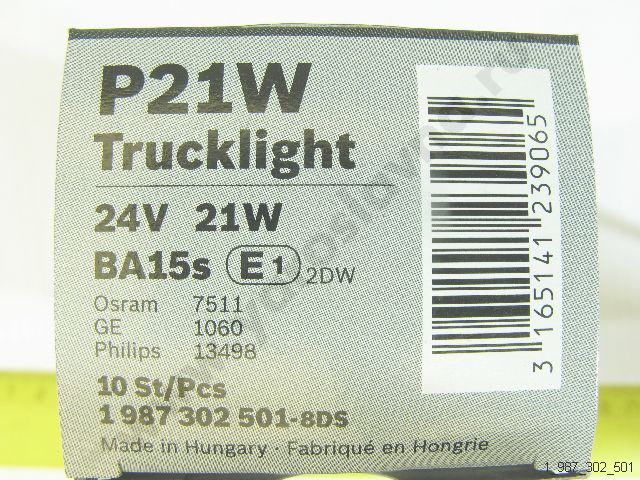 P21W
Trucklight
24V 21W
BA15s E1 2DW
Osram 7511
GE 1060
Philips 13498
10 St/Pcs
1 987 302 501-8DS
Made in Hungary · Fabriqué en Hongrie
3 165141 239065
1_987_302_501